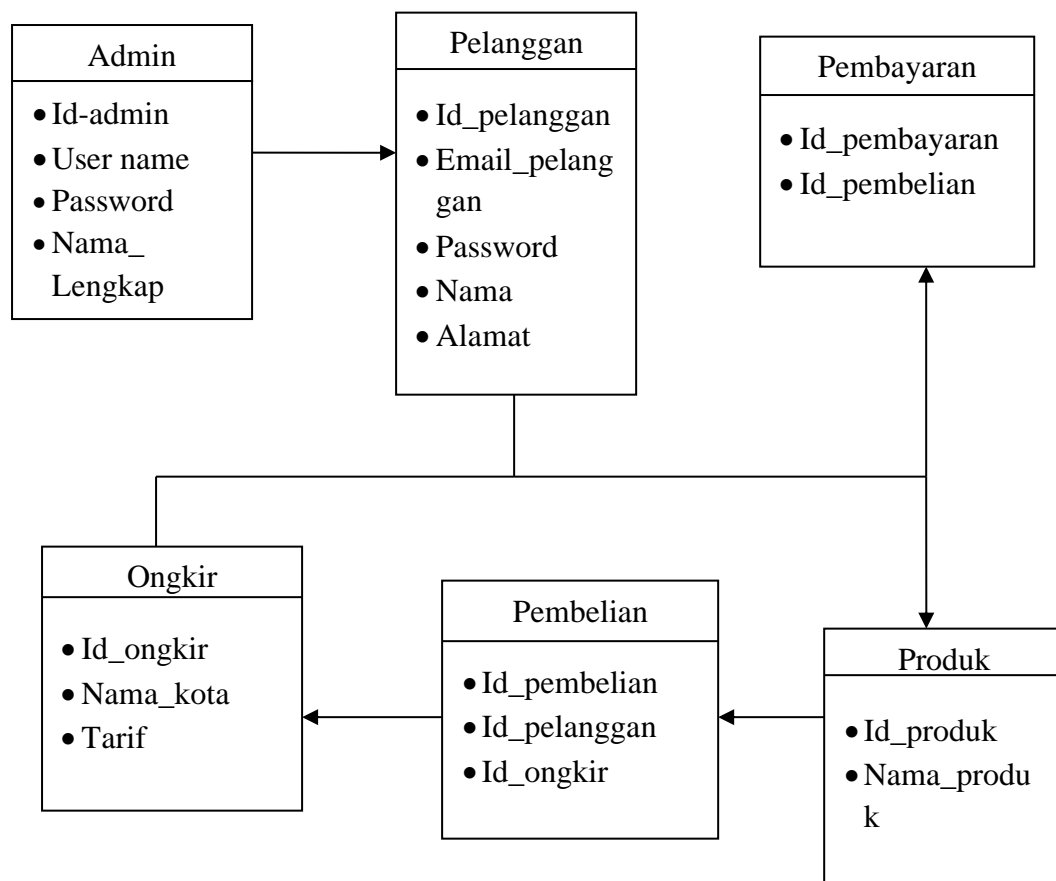 Admin
Id-admin
User name
Password
Nama_
Lengkap
Pelanggan
Id_pelanggan
Email_pelang
gan
Password
Nama
Alamat
Pembayaran
Id_pembayaran
Id_pembelian
Ongkir
Id_ongkir
Nama_kota
Tarif
Pembelian
Id_pembelian
Id_pelanggan
Id_ongkir
Produk
Id_produk
Nama_produ
k